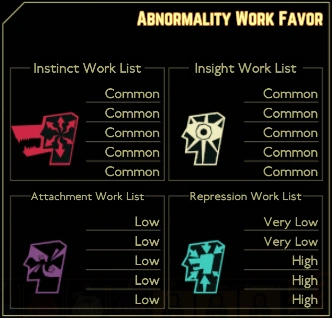 Abnormality Work Favor
Instinct Work List
Common
Common
Common
Common
Common
Insight Work List
Common
Common
Common
Common
Common
Attachment Work List
Low
Low
Low
Low
Low
Repression Work List
Very Low
Very Low
High
High
High